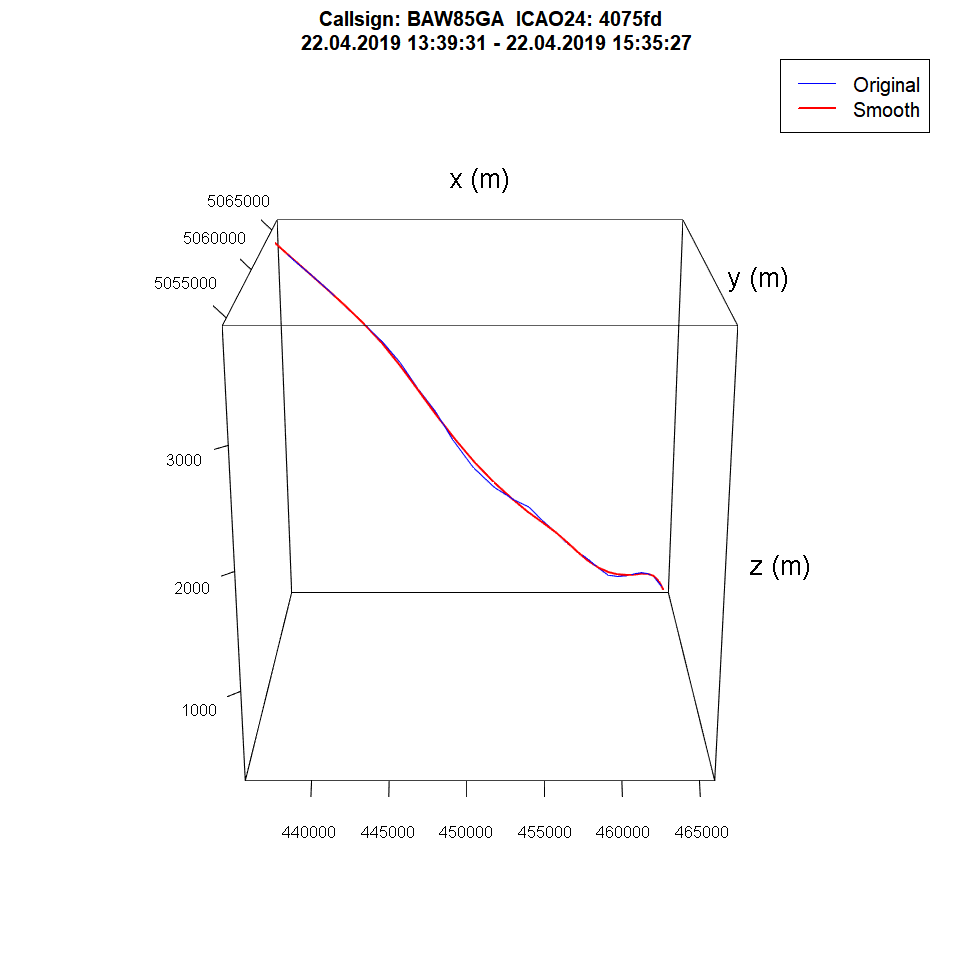 Callsign: BAW85GA  ICAO24: 4075fd
22.04.2019 13:39:31 - 22.04.2019 15:35:27
Original
Smooth
x (m)
5065000
5060000
5055000
y (m)
3000
2000
1000
z (m)
440000 445000 450000 455000 460000 465000